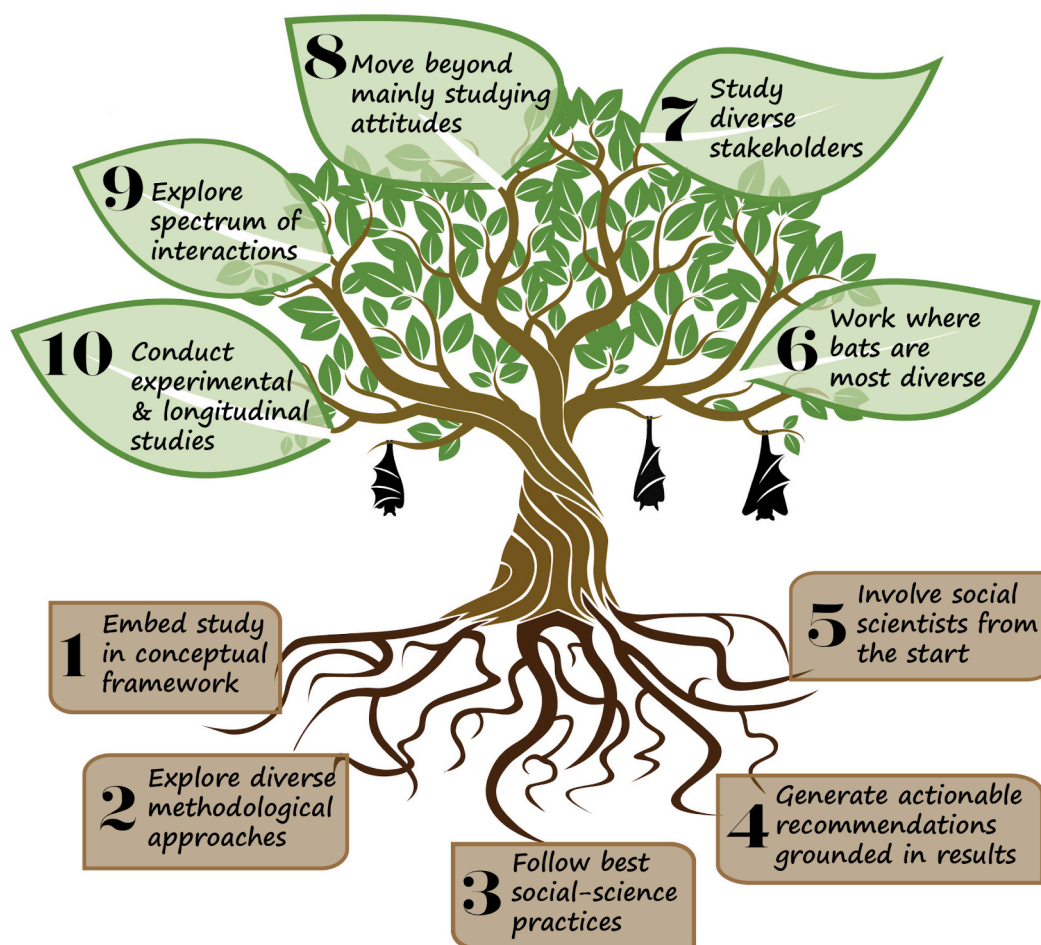 1
Embed study
in conceptual
framework
2
Explore diverse
methodological
approaches
3
Follow best
social-science
practices
4
Generate actionable
recommendations
grounded in results
5
Involve social
scientists from
the start
6
Work where
bats are
most diverse
7
Study
diverse
stakeholders
8
Move beyond
mainly studying
attitudes
9
Explore
spectrum of
interactions
10
Conduct
experimental
& longitudinal
studies